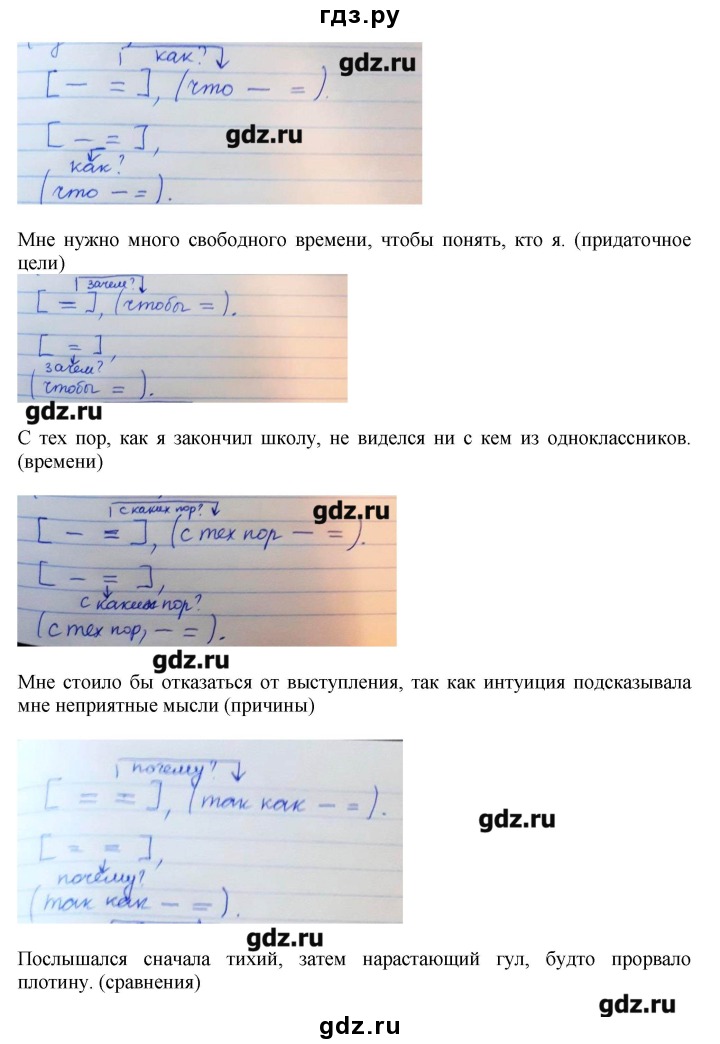 гдз.ру
как?
gdz.ru
[ — = ], (что — = ).
gdz.ru
[ — = ],
как?
(что — = ).
Мне нужно много свободного времени, чтобы понять, кто я. (придаточное
цели)
зачем?
[ = ], (чтобы = ).
[ = ],
зачем?
(чтобы = ).
gdz.ru
С тех пор, как я закончил школу, не виделся ни с кем из одноклассников.
(времени)
с каких пор?
gdz.ru
[ — = ], (с тех пор — = ).
[ — = ],
с каких пор?
(с тех пор, — = ).
gdz.ru
Мне стоило бы отказаться от выступления, так как интуиция подсказывала
мне неприятные мысли (причины)
почему?
[ = = ], (так как — = ).
gdz.ru
[ = = ],
почему?
(так как — = ).
gdz.ru
Послышался сначала тихий, затем нарастающий гул, будто прорвало
плотину. (сравнения)
gdz.ru
gdz.ru